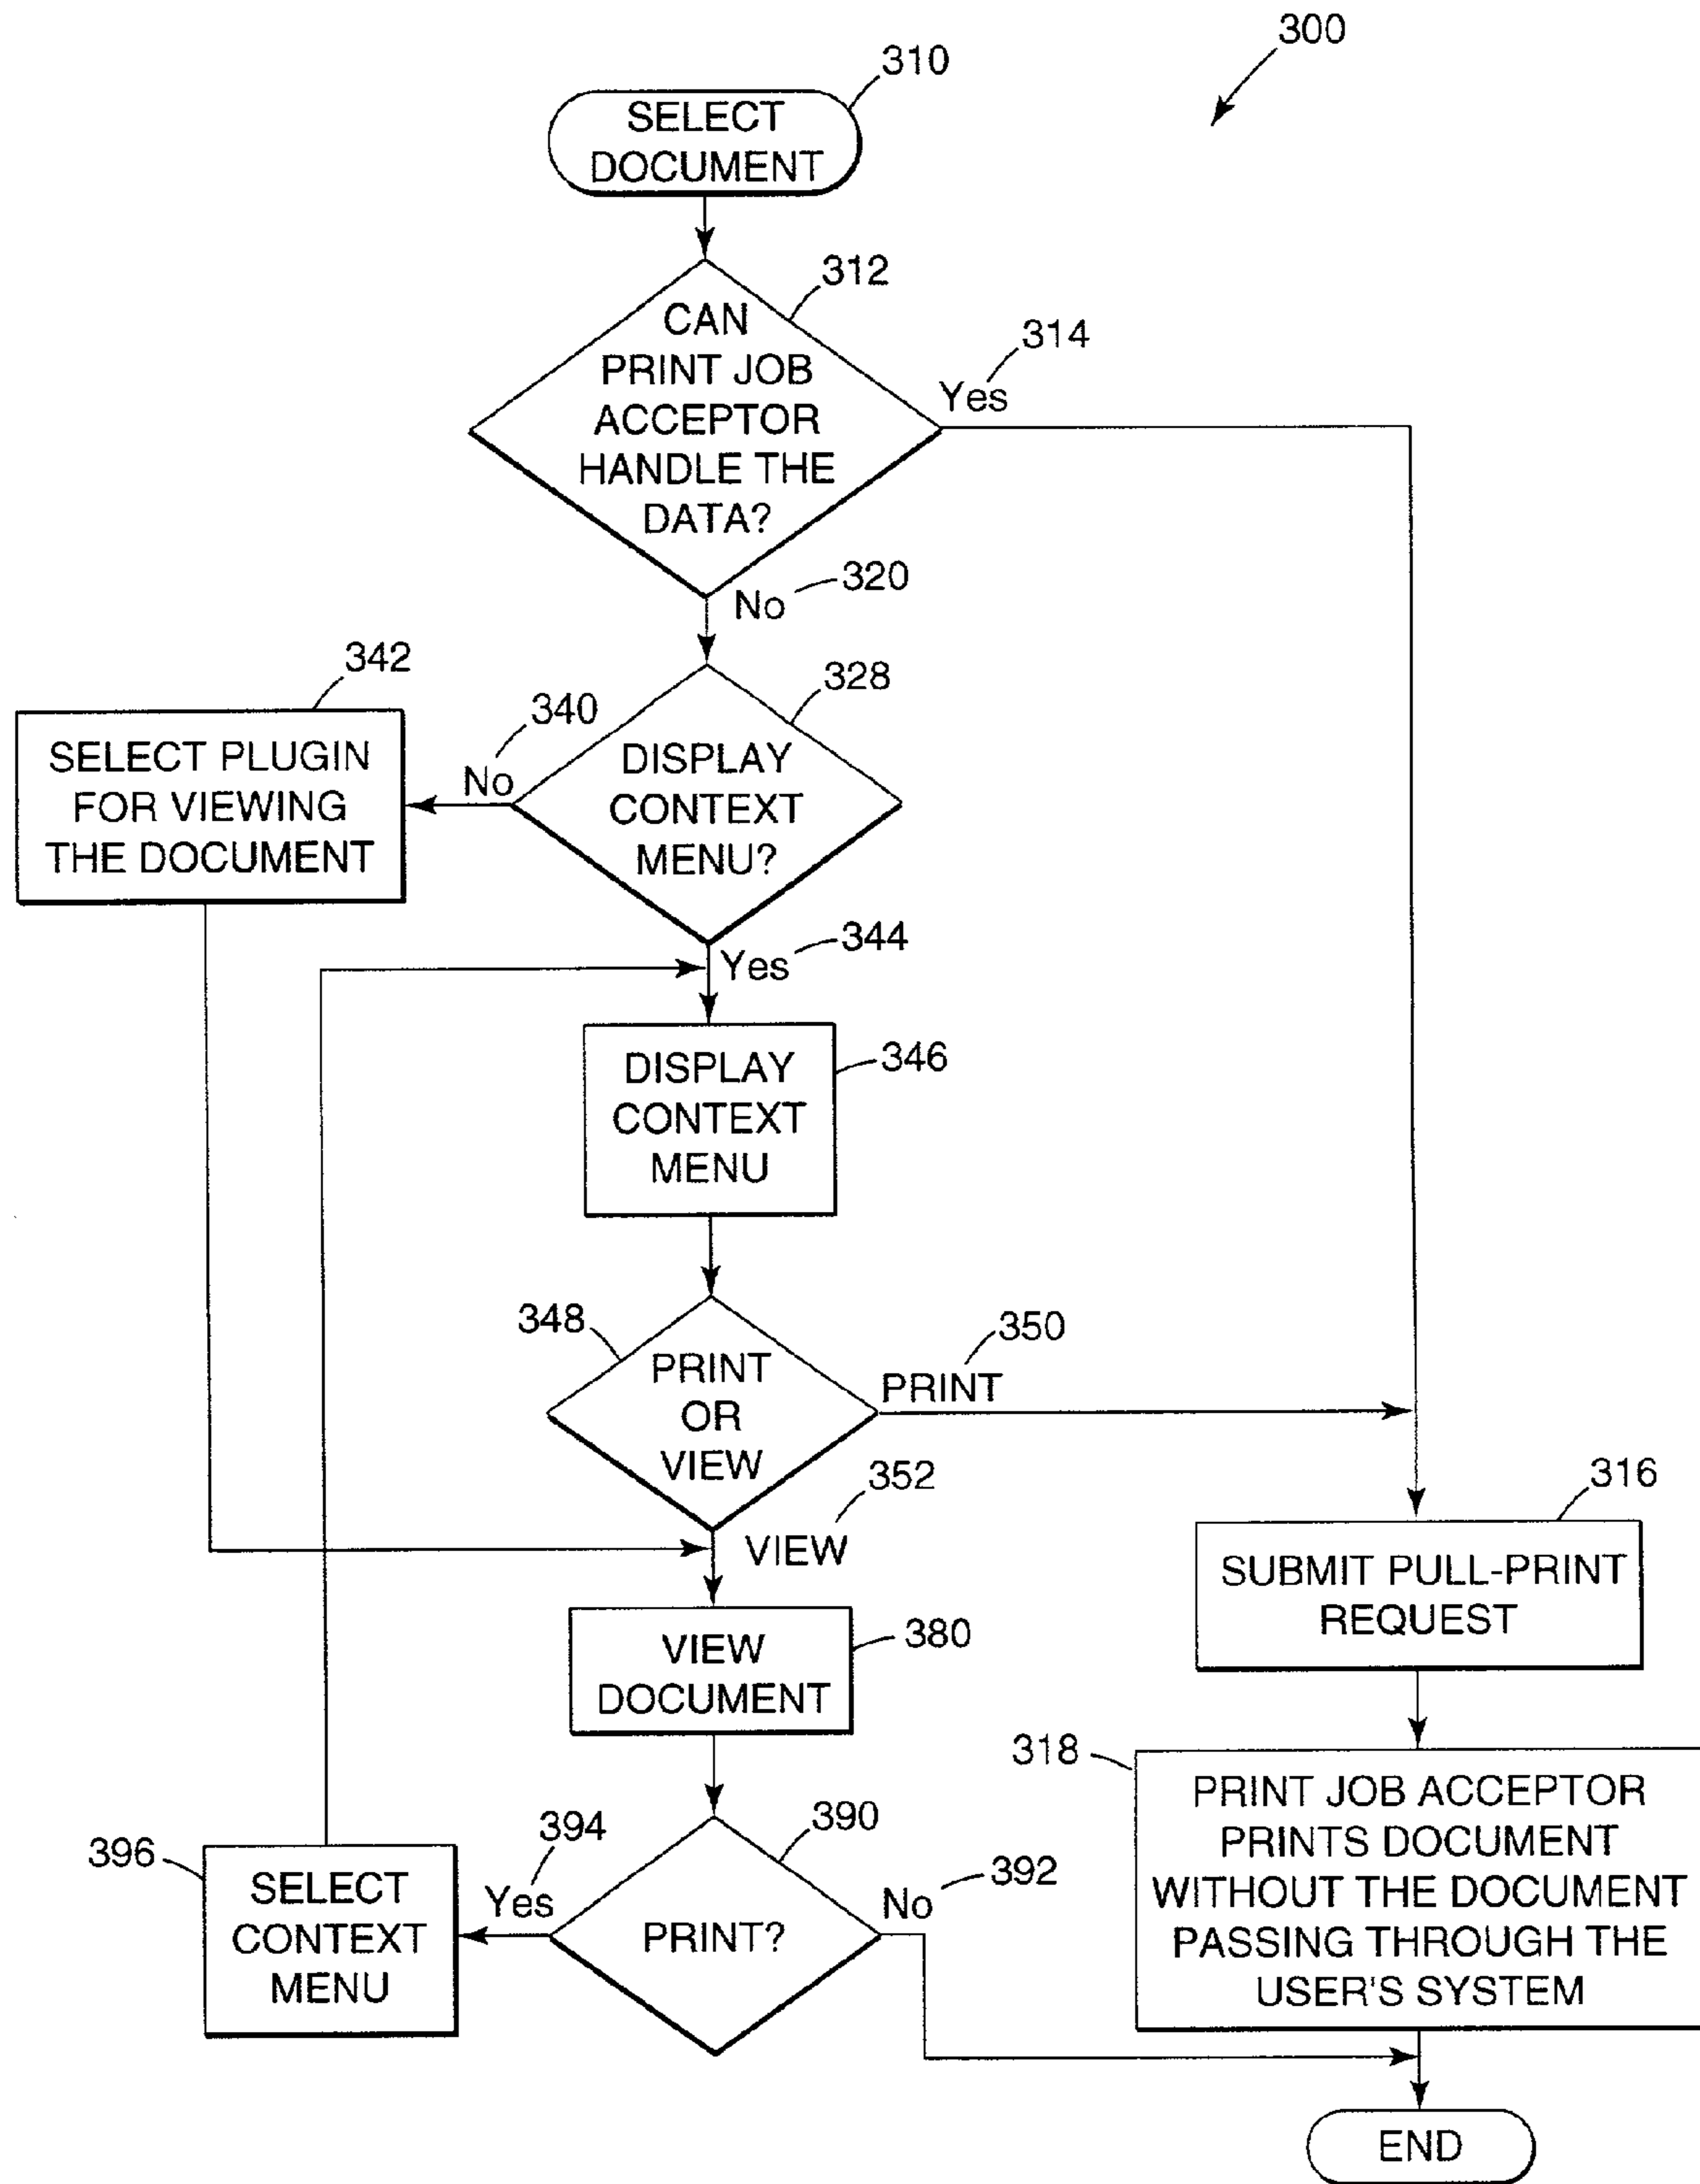 300
310
SELECT
DOCUMENT
312
CAN
PRINT JOB
ACCEPTOR
HANDLE THE
DATA?
314
Yes
320
No
328
DISPLAY
CONTEXT
MENU?
340
No
342
SELECT PLUGIN
FOR VIEWING
THE DOCUMENT
344
Yes
346
DISPLAY
CONTEXT
MENU
348
PRINT
OR
VIEW
350
PRINT
352
VIEW
316
SUBMIT PULL-PRINT
REQUEST
380
VIEW
DOCUMENT
318
PRINT JOB ACCEPTOR
PRINTS DOCUMENT
WITHOUT THE DOCUMENT
PASSING THROUGH THE
USER'S SYSTEM
390
PRINT?
394
Yes
392
No
396
SELECT
CONTEXT
MENU
END